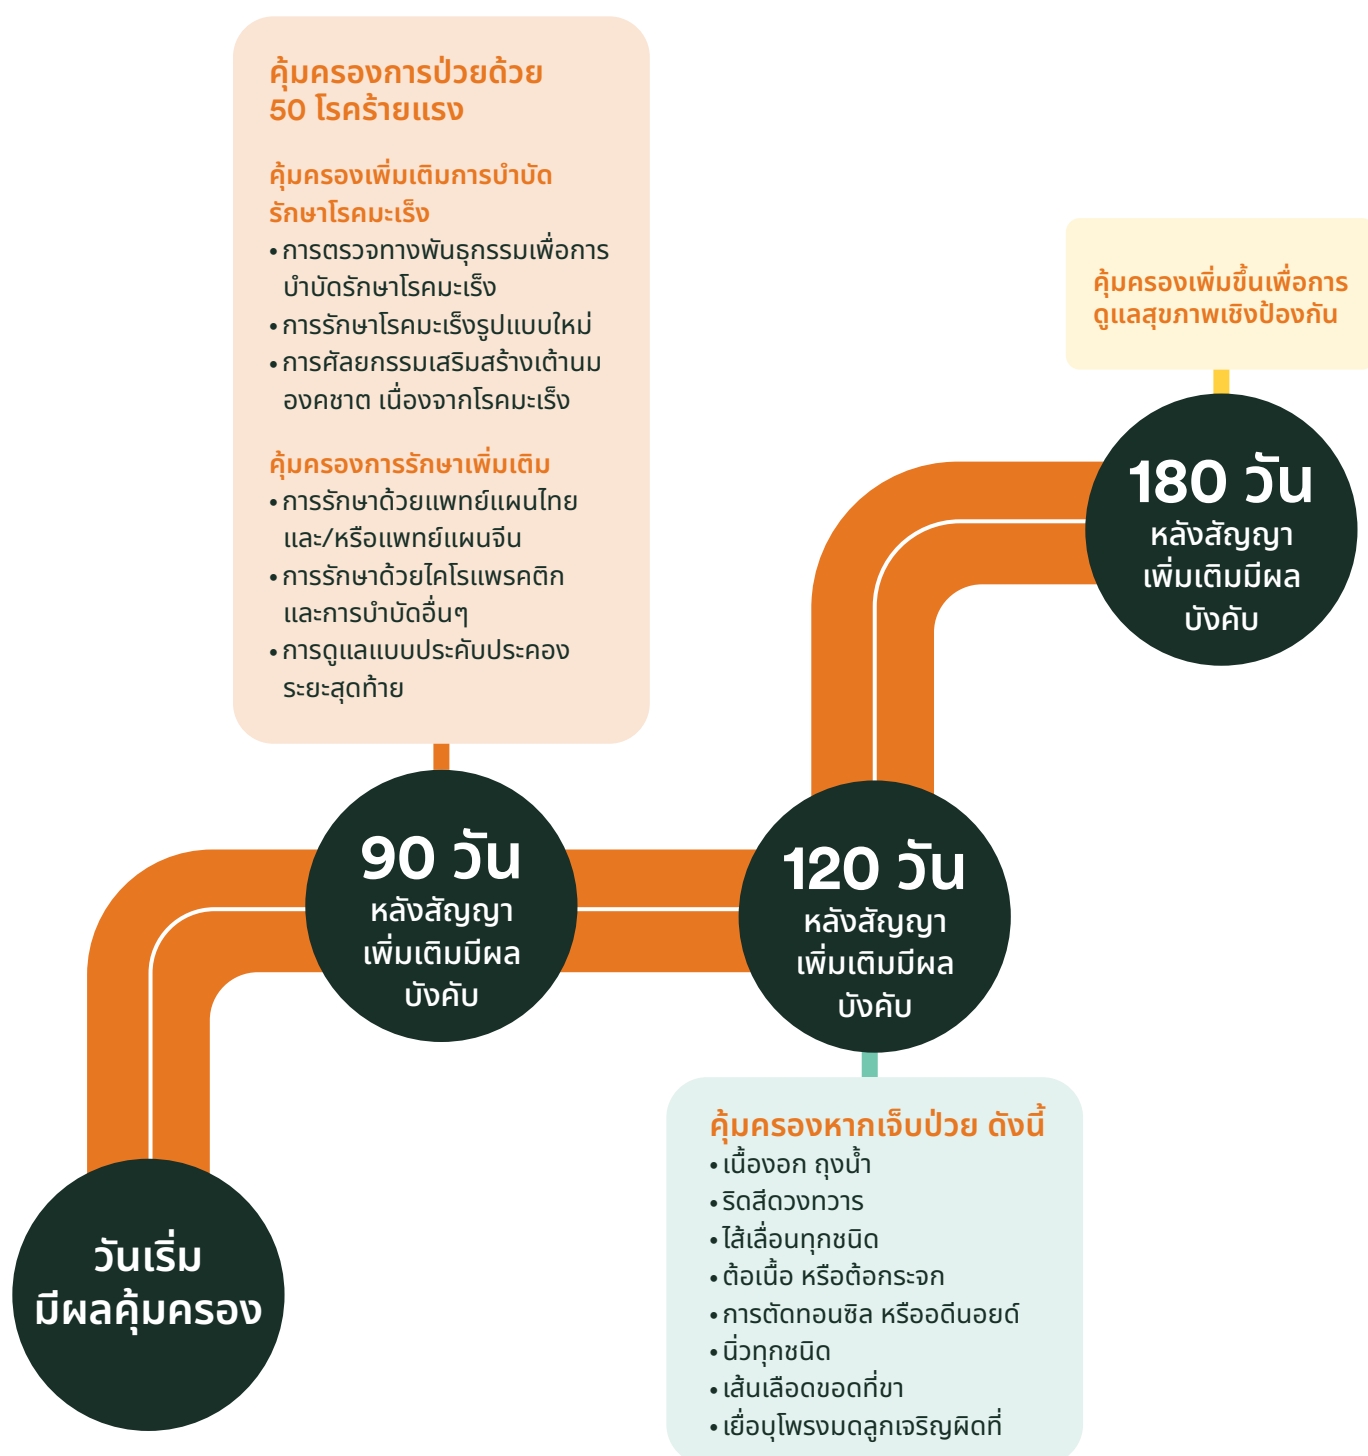 คุ้มครองการป่วยด้วย
50 โรคร้ายแรง
คุ้มครองเพิ่มเติมการบำบัด
รักษาโรคมะเร็ง
• การตรวจทางพันธุกรรมเพื่อการ
บำบัดรักษาโรคมะเร็ง
• การรักษาโรคมะเร็งรูปแบบใหม่
• การศัลยกรรมเสริมสร้างเต้านม
องคชาต เนื่องจากโรคมะเร็ง
คุ้มครองการรักษาเพิ่มเติม
• การรักษาด้วยแพทย์แผนไทย
และ/หรือแพทย์แผนจีน
• การรักษาด้วยไคโรแพรคติก
และการบำบัดอื่นๆ
• การดูแลแบบประคับประคอง
ระยะสุดท้าย
คุ้มครองเพิ่มขึ้นเพื่อการ
ดูแลสุขภาพเชิงป้องกัน
180 วัน
หลังสัญญา
เพิ่มเติมมีผล
บังคับ
90 วัน
หลังสัญญา
เพิ่มเติมมีผล
บังคับ
120 วัน
หลังสัญญา
เพิ่มเติมมีผล
บังคับ
วันเริ่ม
มีผลคุ้มครอง
คุ้มครองหากเจ็บป่วย ดังนี้
• เนื้องอก ถุงน้ำ
• ริดสีดวงทวาร
• ไส้เลื่อนทุกชนิด
• ต้อเนื้อ หรือต้อกระจก
• การตัดทอนซิล หรืออดีนอยด์
• นิ่วทุกชนิด
• เส้นเลือดขอดที่ขา
• เยื่อบุโพรงมดลูกเจริญผิดที่